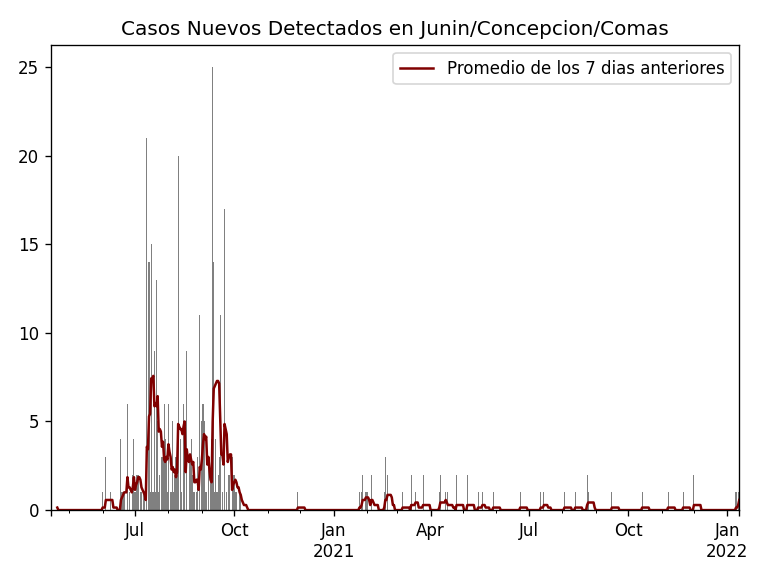 Casos Nuevos Detectados en Junin/Concepcion/Comas
Promedio de los 7 dias anteriores
25
20
15
10
5
0
Jul
Oct
Jan
2021
Apr
Jul
Oct
Jan
2022